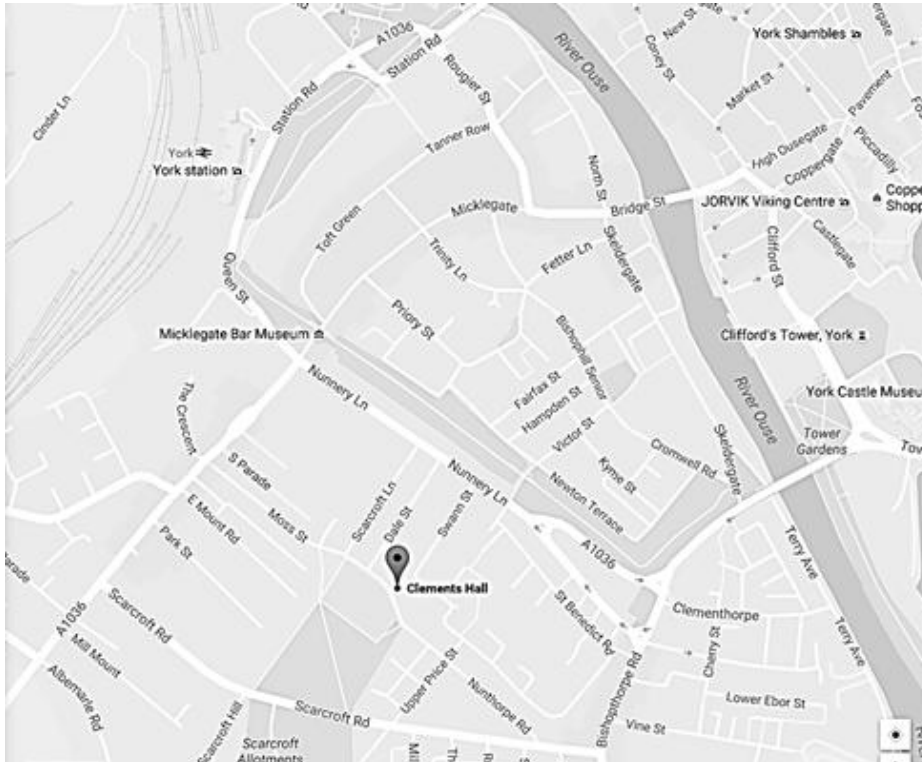 A1036
Station Rd
Station Rd
Cinder Ln
Rougier St
River Ouse
New St
Coney St
York Shambles
Market St
Pavement
Piccadilly
High Ousegate
Coppergate
York
York station
Tanner Row
North St
Bridge St
JORVIK Viking Centre
Coppe
Shopp
Micklegate
Toft Green
Trinity Ln
Fetter Ln
Skeldergate
Clifford St
Castlegate
Queen St
Micklegate Bar Museum
Priory St
Bishophill Senior
Clifford's Tower, York
River Ouse
York Castle Museu
Nunnery Ln
The Crescent
Fairfax St
Hampden St
Victor St
Kyme St
Cromwell Rd
Skeldergate
Tower
Gardens
Tow
S Parade
Nunnery Ln
Newton Terrace
Moss St
Scarcroft Ln
Dale St
Swann St
E Mount Rd
Park St
Parade
A1036
Terry Ave
Clements Hall
St Benedict Rd
Clementhorpe
Cherry St
Terry Ave
A1036
Scarcroft Rd
Mill Mount
Albemarle Rd
Upper Price St
Nunthorpe Rd
Bishopthorpe Rd
Lower Ebor St
Vine St
Scarcroft Rd
Scarcroft Hill
Scarcroft
Allotments
Mil
Th